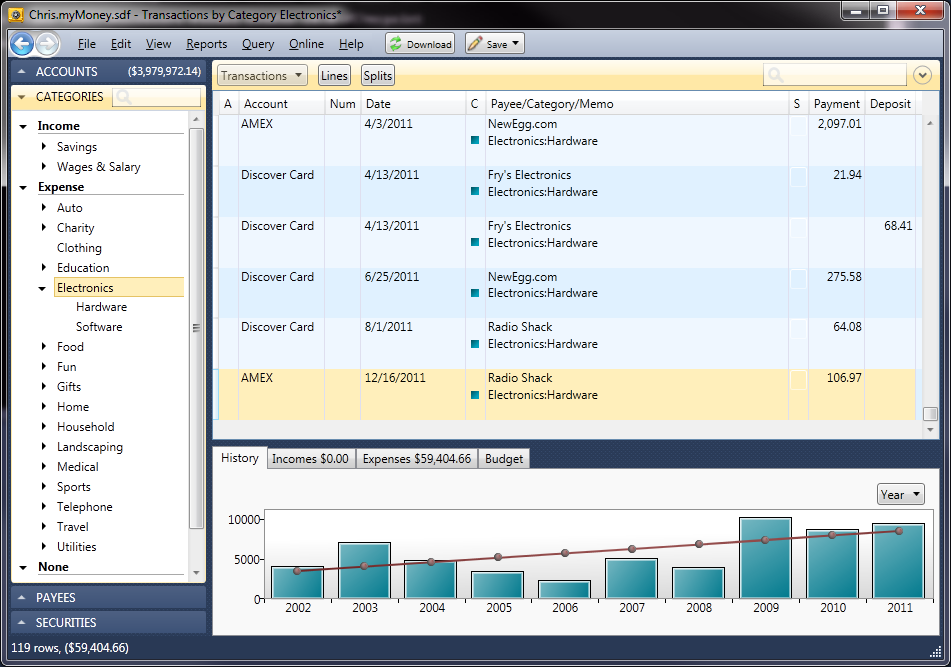 Chris.myMoney.sdf - Transactions by Category Electronics*
File Edit View Reports Query Online Help Download Save
ACCOUNTS ($3,979,972.14)
CATEGORIES
Income
Savings
Wages & Salary
Expense
Auto
Charity
Clothing
Education
Electronics
Hardware
Software
Food
Fun
Gifts
Home
Household
Landscaping
Medical
Sports
Telephone
Travel
Utilities
None
PAYEES
SECURITIES
Transactions Lines Splits
A Account Num Date C Payee/Category/Memo S Payment Deposit
AMEX 4/3/2011 NewEgg.com 2,097.01
Electronics:Hardware
Discover Card 4/13/2011 Fry's Electronics 21.94
Electronics:Hardware
Discover Card 4/13/2011 Fry's Electronics 68.41
Electronics:Hardware
Discover Card 6/25/2011 NewEgg.com 275.58
Electronics:Hardware
Discover Card 8/1/2011 Radio Shack 64.08
Electronics:Hardware
AMEX 12/16/2011 Radio Shack 106.97
Electronics:Hardware
History Incomes $0.00 Expenses $59,404.66 Budget
Year
10000
5000
0
2002 2003 2004 2005 2006 2007 2008 2009 2010 2011
119 rows, ($59,404.66)